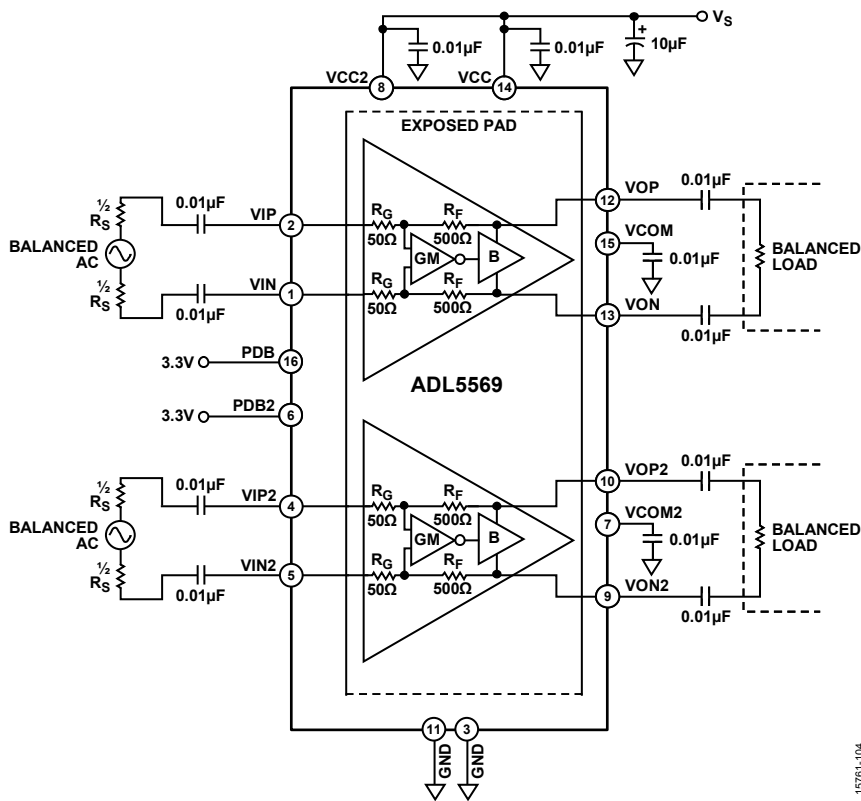 VS
0.01µF
0.01µF
10µF
+
VCC2
VCC
8
14
EXPOSED PAD
½
RS
0.01µF
VIP
2
RG
50Ω
RF
500Ω
GM
B
12
VOP
0.01µF
15
VCOM
0.01µF
BALANCED
AC
BALANCED
LOAD
½
RS
0.01µF
VIN
1
RG
50Ω
RF
500Ω
13
VON
0.01µF
3.3V
PDB
16
ADL5569
3.3V
PDB2
6
½
RS
0.01µF
VIP2
4
RG
50Ω
RF
500Ω
GM
B
10
VOP2
0.01µF
7
VCOM2
0.01µF
BALANCED
AC
BALANCED
LOAD
½
RS
0.01µF
VIN2
5
RG
50Ω
RF
500Ω
9
VON2
0.01µF
11
3
GND
GND
15761-104